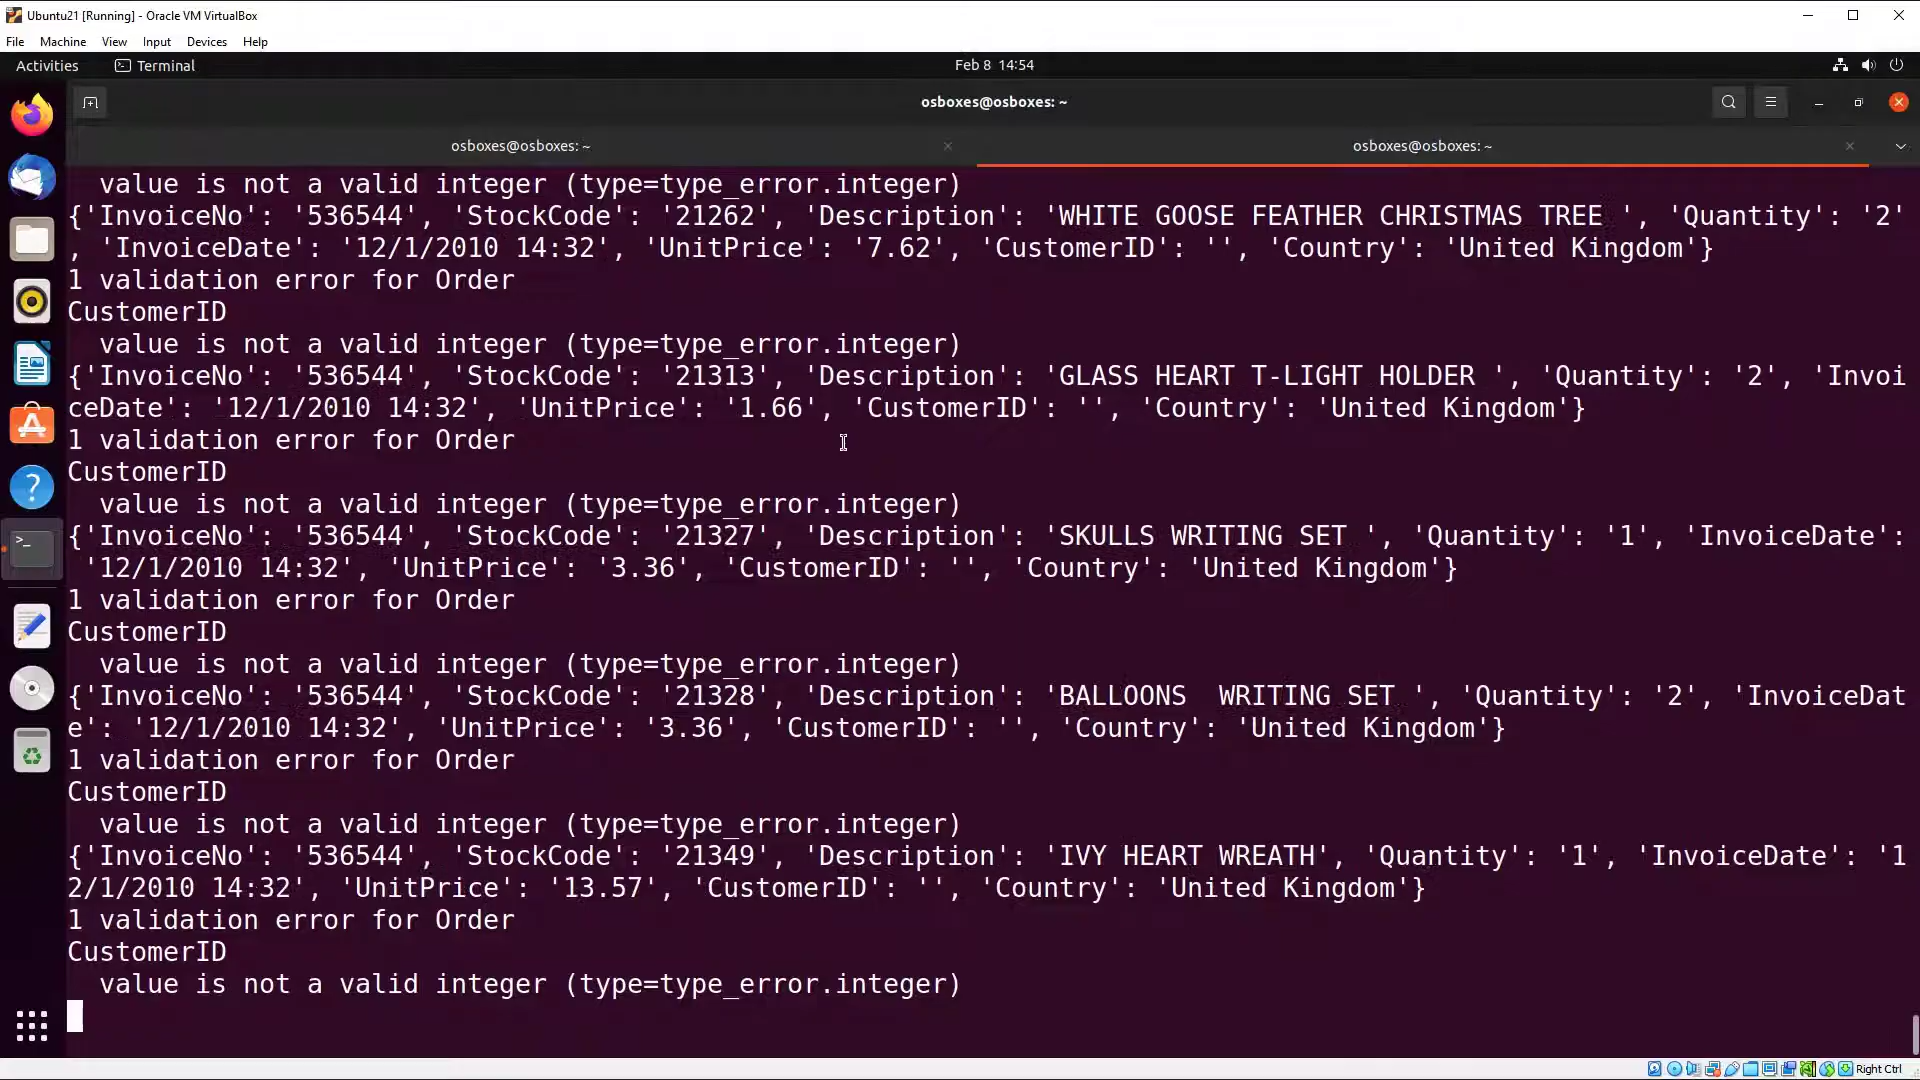 Ubuntu21 [Running] - Oracle VM VirtualBox
File Machine View Input Devices Help
Activities Terminal Feb 8 14:54
osboxes@osboxes: ~
osboxes@osboxes: ~ osboxes@osboxes: ~
value is not a valid integer (type=type_error.integer)
{'InvoiceNo': '536544', 'StockCode': '21262', 'Description': 'WHITE GOOSE FEATHER CHRISTMAS TREE ', 'Quantity': '2'
, 'InvoiceDate': '12/1/2010 14:32', 'UnitPrice': '7.62', 'CustomerID': '', 'Country': 'United Kingdom'}
1 validation error for Order
CustomerID
value is not a valid integer (type=type_error.integer)
{'InvoiceNo': '536544', 'StockCode': '21313', 'Description': 'GLASS HEART T-LIGHT HOLDER ', 'Quantity': '2', 'Invoi
ceDate': '12/1/2010 14:32', 'UnitPrice': '1.66', 'CustomerID': '', 'Country': 'United Kingdom'}
1 validation error for Order
CustomerID
value is not a valid integer (type=type_error.integer)
{'InvoiceNo': '536544', 'StockCode': '21327', 'Description': 'SKULLS WRITING SET ', 'Quantity': '1', 'InvoiceDate':
'12/1/2010 14:32', 'UnitPrice': '3.36', 'CustomerID': '', 'Country': 'United Kingdom'}
1 validation error for Order
CustomerID
value is not a valid integer (type=type_error.integer)
{'InvoiceNo': '536544', 'StockCode': '21328', 'Description': 'BALLOONS  WRITING SET ', 'Quantity': '2', 'InvoiceDat
e': '12/1/2010 14:32', 'UnitPrice': '3.36', 'CustomerID': '', 'Country': 'United Kingdom'}
1 validation error for Order
CustomerID
value is not a valid integer (type=type_error.integer)
{'InvoiceNo': '536544', 'StockCode': '21349', 'Description': 'IVY HEART WREATH', 'Quantity': '1', 'InvoiceDate': '1
2/1/2010 14:32', 'UnitPrice': '13.57', 'CustomerID': '', 'Country': 'United Kingdom'}
1 validation error for Order
CustomerID
value is not a valid integer (type=type_error.integer)
Right Ctrl